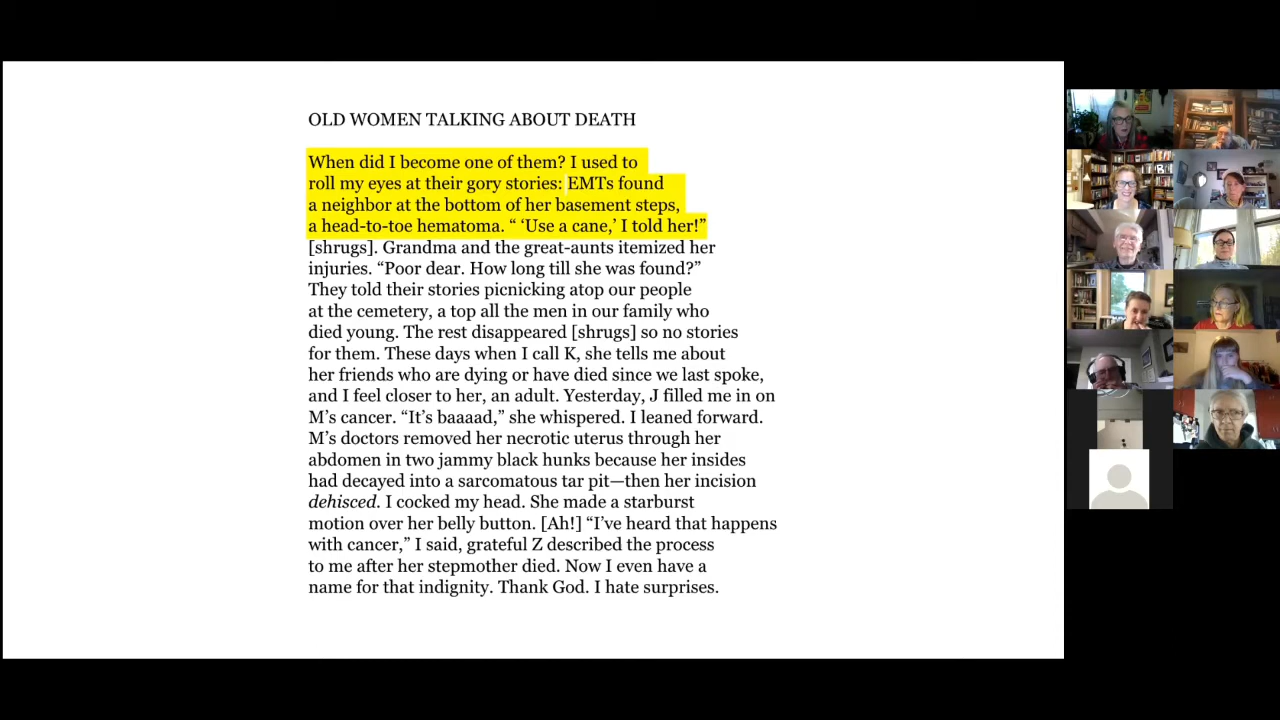 OLD WOMEN TALKING ABOUT DEATH
When did I become one of them? I used to
roll my eyes at their gory stories: EMTs found
a neighbor at the bottom of her basement steps,
a head-to-toe hematoma. “ ‘Use a cane,’ I told her!”
[shrugs]. Grandma and the great-aunts itemized her
injuries. “Poor dear. How long till she was found?”
They told their stories picnicking atop our people
at the cemetery, a top all the men in our family who
died young. The rest disappeared [shrugs] so no stories
for them. These days when I call K, she tells me about
her friends who are dying or have died since we last spoke,
and I feel closer to her, an adult. Yesterday, J filled me in on
M’s cancer. “It’s baaaad,” she whispered. I leaned forward.
M’s doctors removed her necrotic uterus through her
abdomen in two jammy black hunks because her insides
had decayed into a sarcomatous tar pit—then her incision
dehisced. I cocked my head. She made a starburst
motion over her belly button. [Ah!] “I’ve heard that happens
with cancer,” I said, grateful Z described the process
to me after her stepmother died. Now I even have a
name for that indignity. Thank God. I hate surprises.